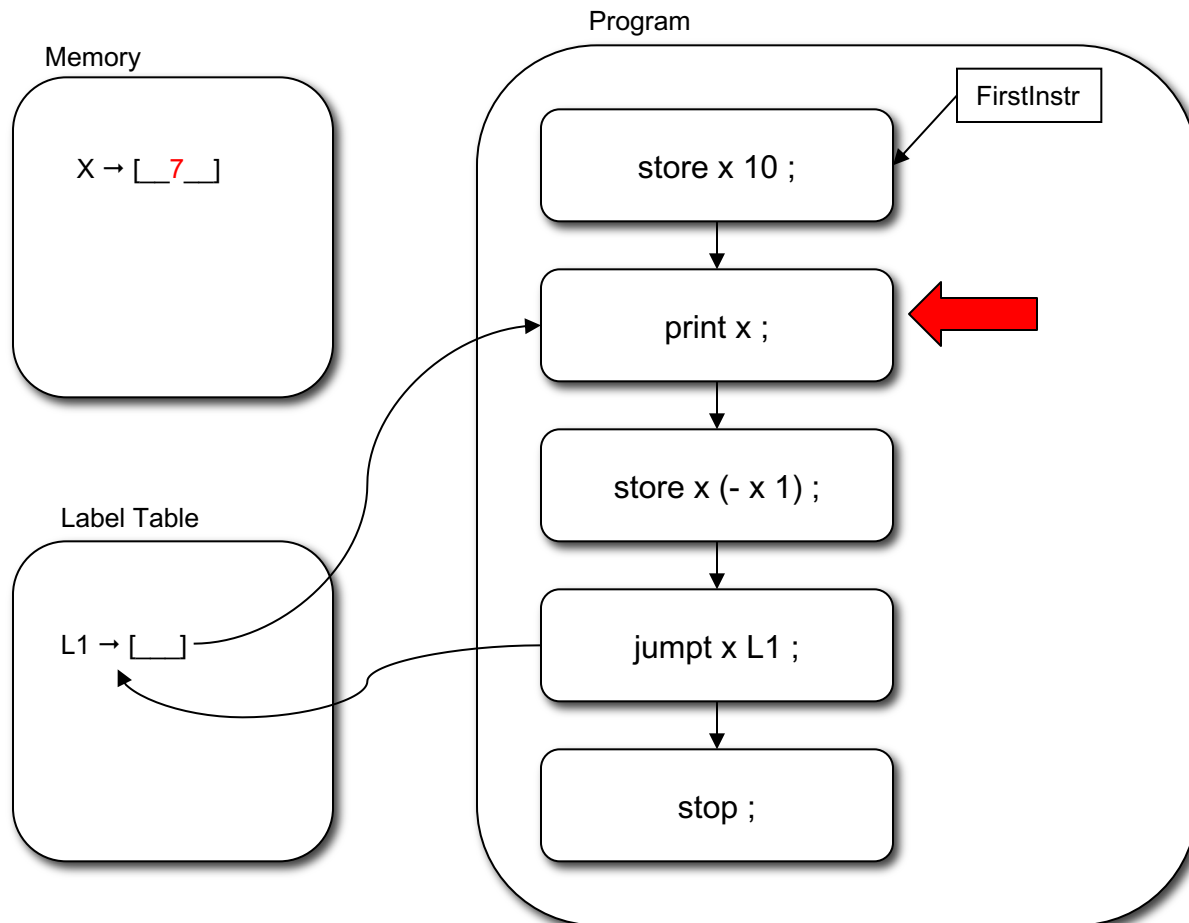 Program
Memory
FirstInstr
X → [__7__]
store x 10 ;
print x ;
store x (- x 1) ;
Label Table
L1 → [___]
jumpt x L1 ;
stop ;